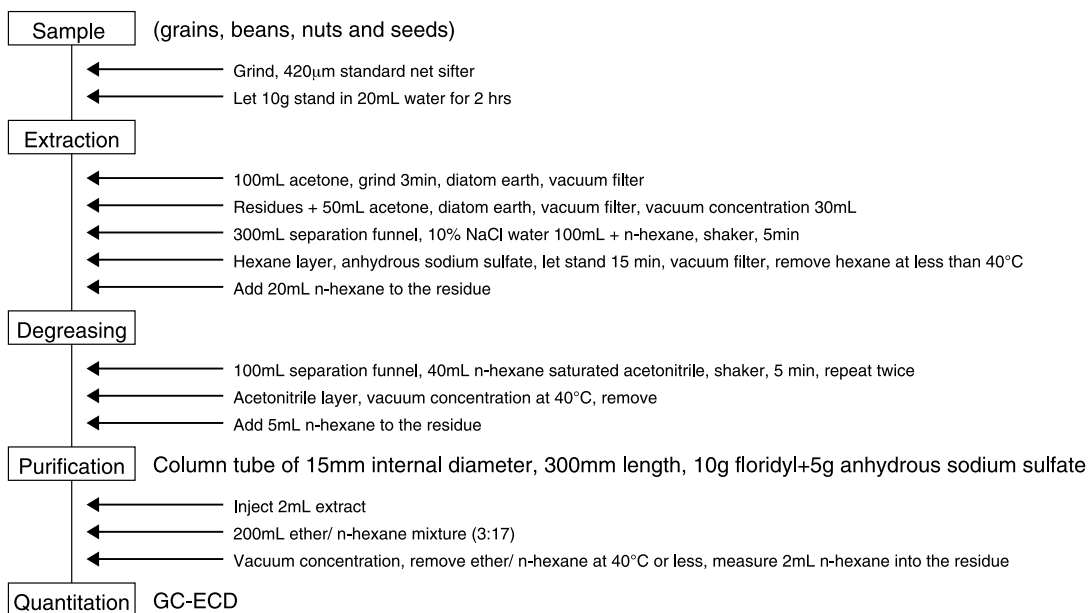 Sample (grains, beans, nuts and seeds)
Grind, 420μm standard net sifter
Let 10g stand in 20mL water for 2 hrs
Extraction
100mL acetone, grind 3min, diatom earth, vacuum filter
Residues + 50mL acetone, diatom earth, vacuum filter, vacuum concentration 30mL
300mL separation funnel, 10% NaCl water 100mL + n-hexane, shaker, 5min
Hexane layer, anhydrous sodium sulfate, let stand 15 min, vacuum filter, remove hexane at less than 40°C
Add 20mL n-hexane to the residue
Degreasing
100mL separation funnel, 40mL n-hexane saturated acetonitrile, shaker, 5 min, repeat twice
Acetonitrile layer, vacuum concentration at 40°C, remove
Add 5mL n-hexane to the residue
Purification Column tube of 15mm internal diameter, 300mm length, 10g floridyl+5g anhydrous sodium sulfate
Inject 2mL extract
200mL ether/ n-hexane mixture (3:17)
Vacuum concentration, remove ether/ n-hexane at 40°C or less, measure 2mL n-hexane into the residue
Quantitation GC-ECD